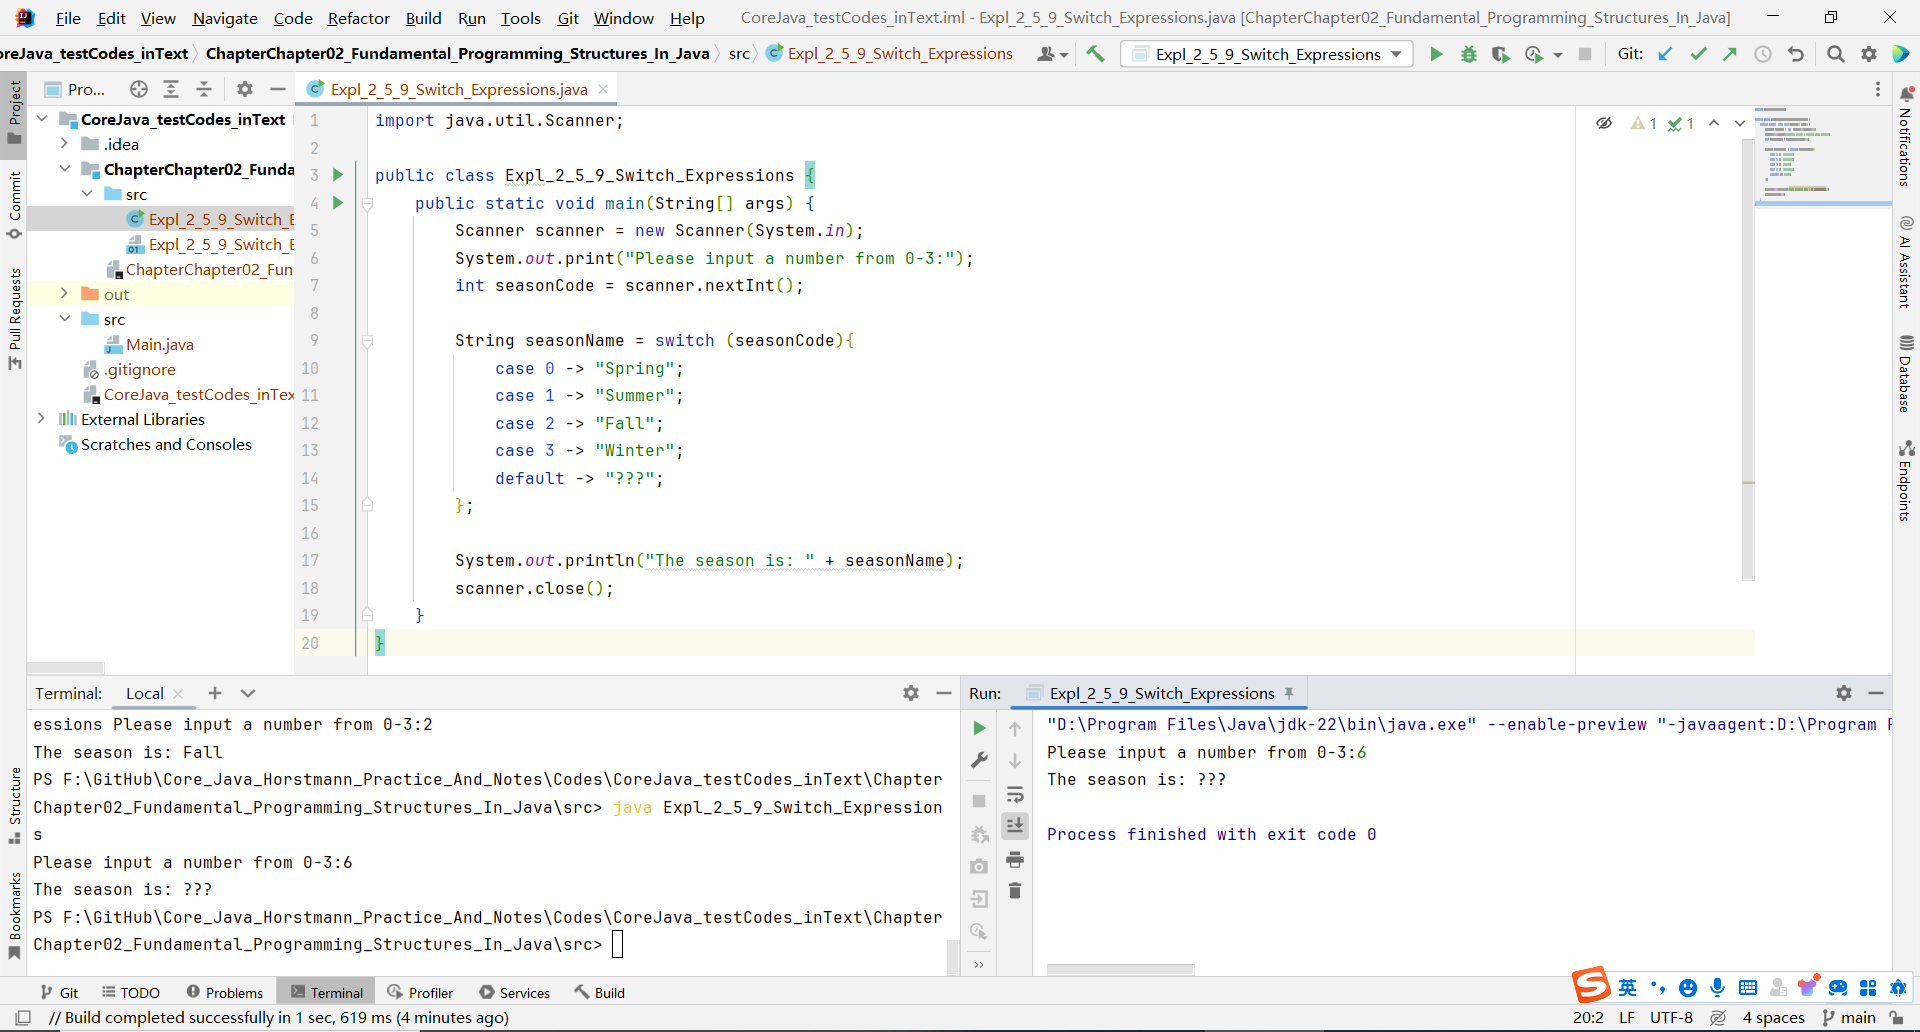 File Edit View Navigate Code Refactor Build Run Tools Git Window Help CoreJava_testCodes_inText.iml - Expl_2_5_9_Switch_Expressions.java [ChapterChapter02_Fundamental_Programming_Structures_In_Java]
oreJava_testCodes_inText ChapterChapter02_Fundamental_Programming_Structures_In_Java src Expl_2_5_9_Switch_Expressions Expl_2_5_9_Switch_Expressions Git:
Pro... Expl_2_5_9_Switch_Expressions.java
Project
Commit
Pull Requests
Structure
Bookmarks
CoreJava_testCodes_inText
.idea
ChapterChapter02_Funda
src
Expl_2_5_9_Switch_E
Expl_2_5_9_Switch_E
ChapterChapter02_Fun
out
src
Main.java
.gitignore
CoreJava_testCodes_inTex
External Libraries
Scratches and Consoles
1 import java.util.Scanner;
2
3 public class Expl_2_5_9_Switch_Expressions {
4 public static void main(String[] args) {
5 Scanner scanner = new Scanner(System.in);
6 System.out.print("Please input a number from 0-3:");
7 int seasonCode = scanner.nextInt();
8
9 String seasonName = switch (seasonCode){
10 case 0 -> "Spring";
11 case 1 -> "Summer";
12 case 2 -> "Fall";
13 case 3 -> "Winter";
14 default -> "???";
15 };
16
17 System.out.println("The season is: " + seasonName);
18 scanner.close();
19 }
20 }
1 1
Notifications
AI Assistant
Database
Endpoints
Terminal: Local
essions Please input a number from 0-3:2
The season is: Fall
PS F:\GitHub\Core_Java_Horstmann_Practice_And_Notes\Codes\CoreJava_testCodes_inText\Chapter
Chapter02_Fundamental_Programming_Structures_In_Java\src> java Expl_2_5_9_Switch_Expression
s
Please input a number from 0-3:6
The season is: ???
PS F:\GitHub\Core_Java_Horstmann_Practice_And_Notes\Codes\CoreJava_testCodes_inText\Chapter
Chapter02_Fundamental_Programming_Structures_In_Java\src>
Run: Expl_2_5_9_Switch_Expressions
"D:\Program Files\Java\jdk-22\bin\java.exe" --enable-preview "-javaagent:D:\Program F
Please input a number from 0-3:6
The season is: ???
Process finished with exit code 0
Git TODO Problems Terminal Profiler Services Build
英
// Build completed successfully in 1 sec, 619 ms (4 minutes ago) 20:2 LF UTF-8 4 spaces main